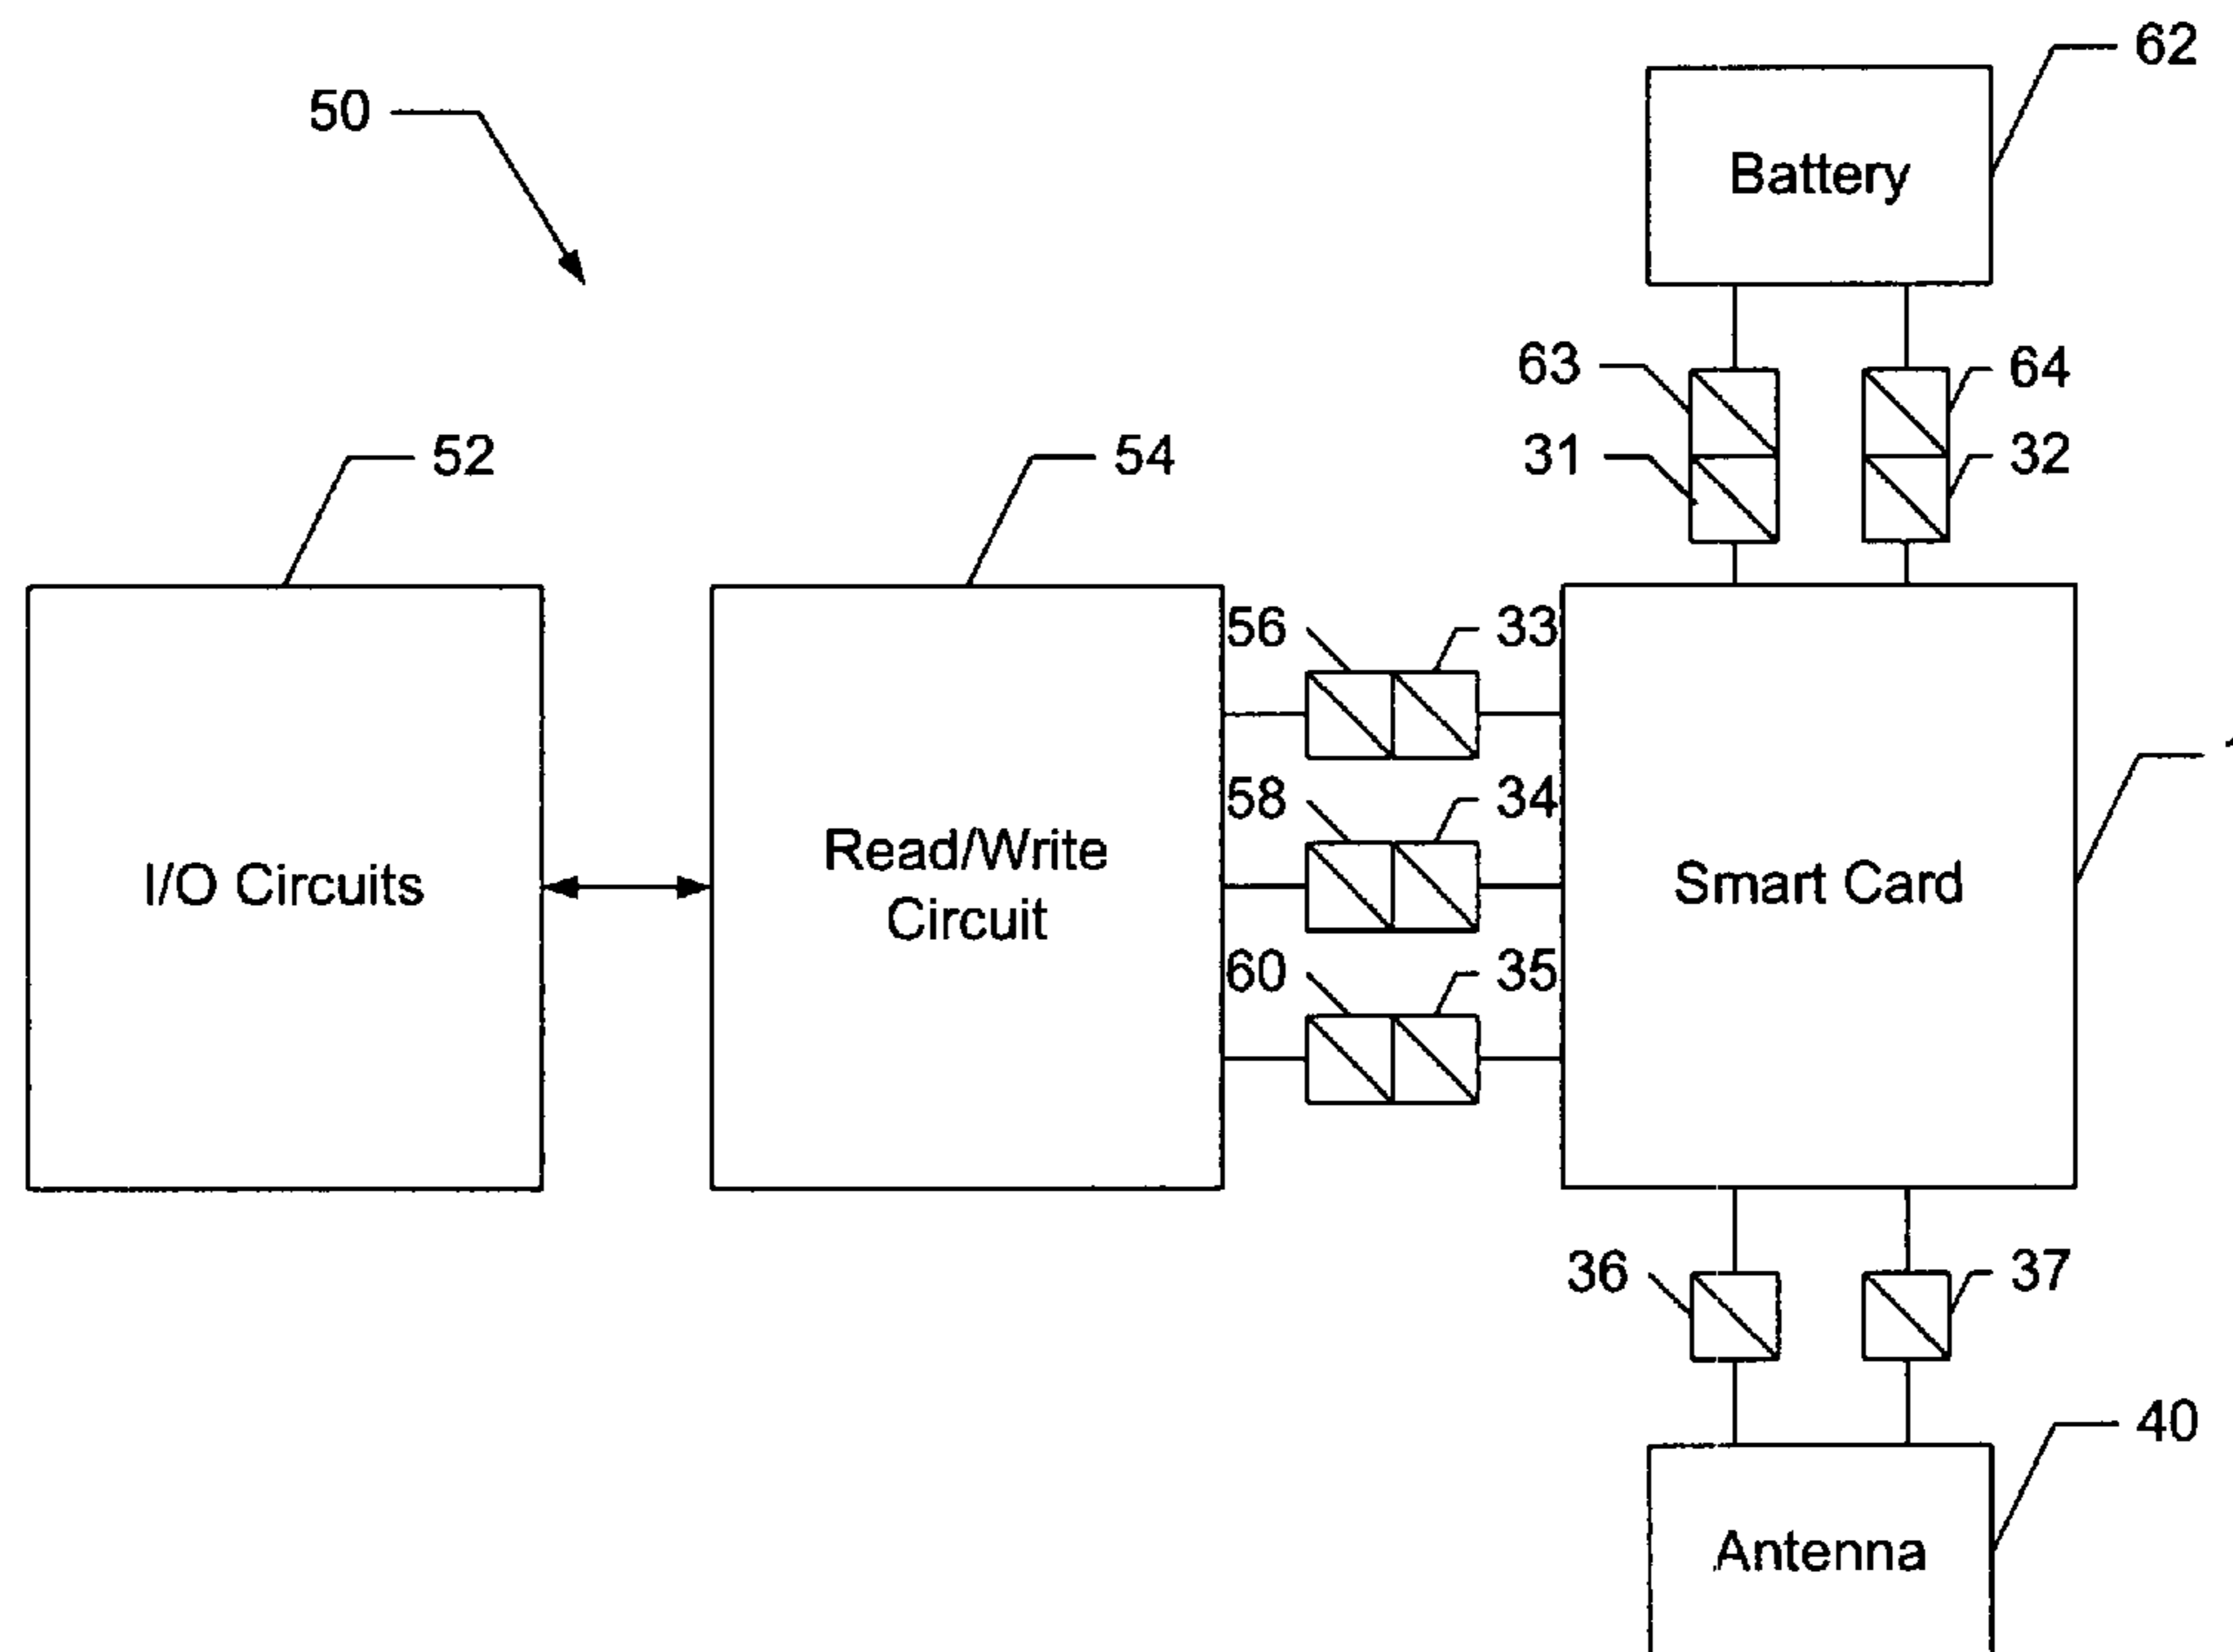 62
50
Battery
63
64
31
32
52
54
56
33
58
34
I/O Circuits
Read/Write
Circuit
Smart Card
60
35
36
37
40
Antenna